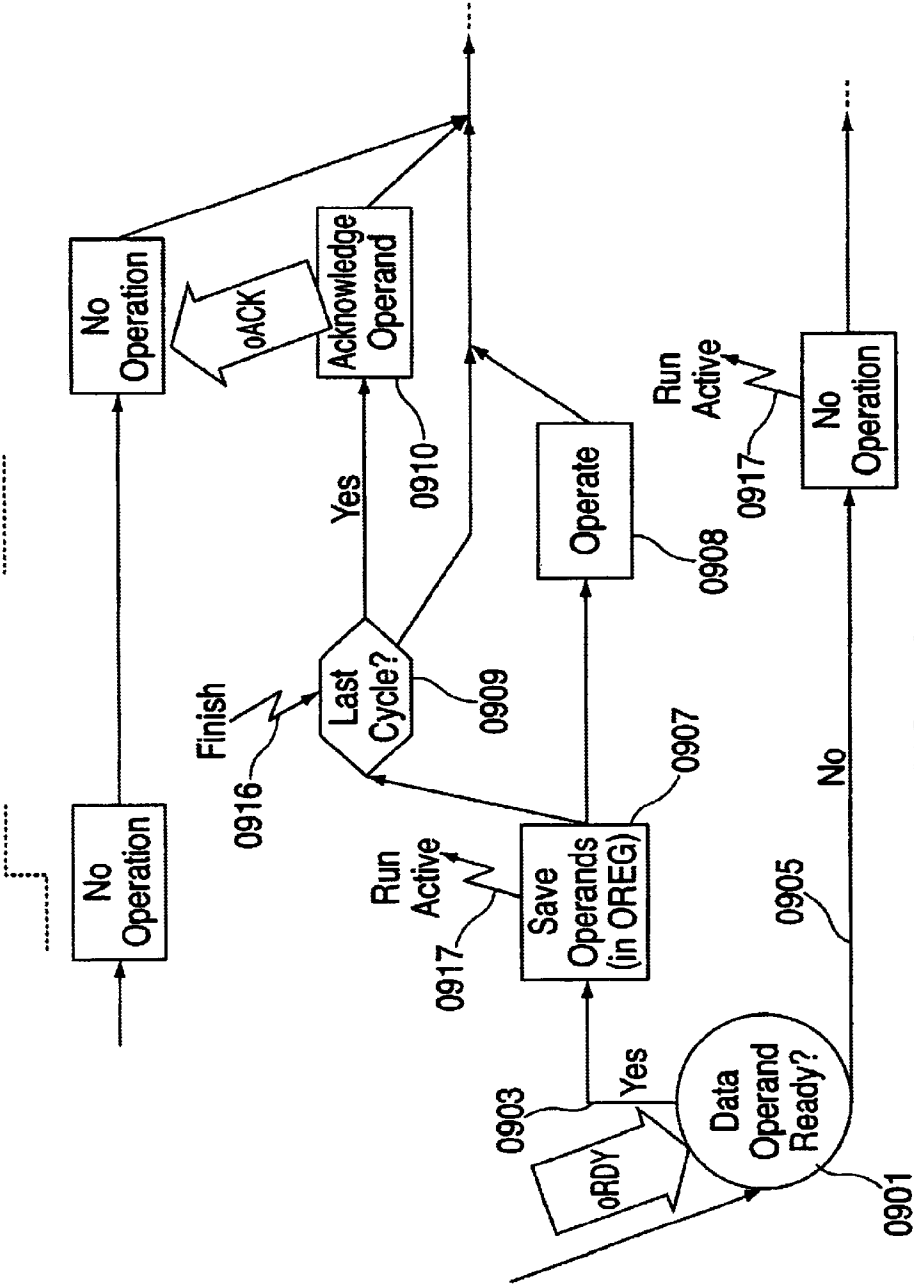 No
Operation
No
Operation
oACK
Finish
0916
Last
Cycle?
0909
Yes
Acknowledge
Operand
0910
Run
Active
0917
Save
Operands
(in OREG)
0907
Operate
0908
oRDY
0903
Yes
Data
Operand
Ready?
0901
0905
No
Run
Active
0917
No
Operation